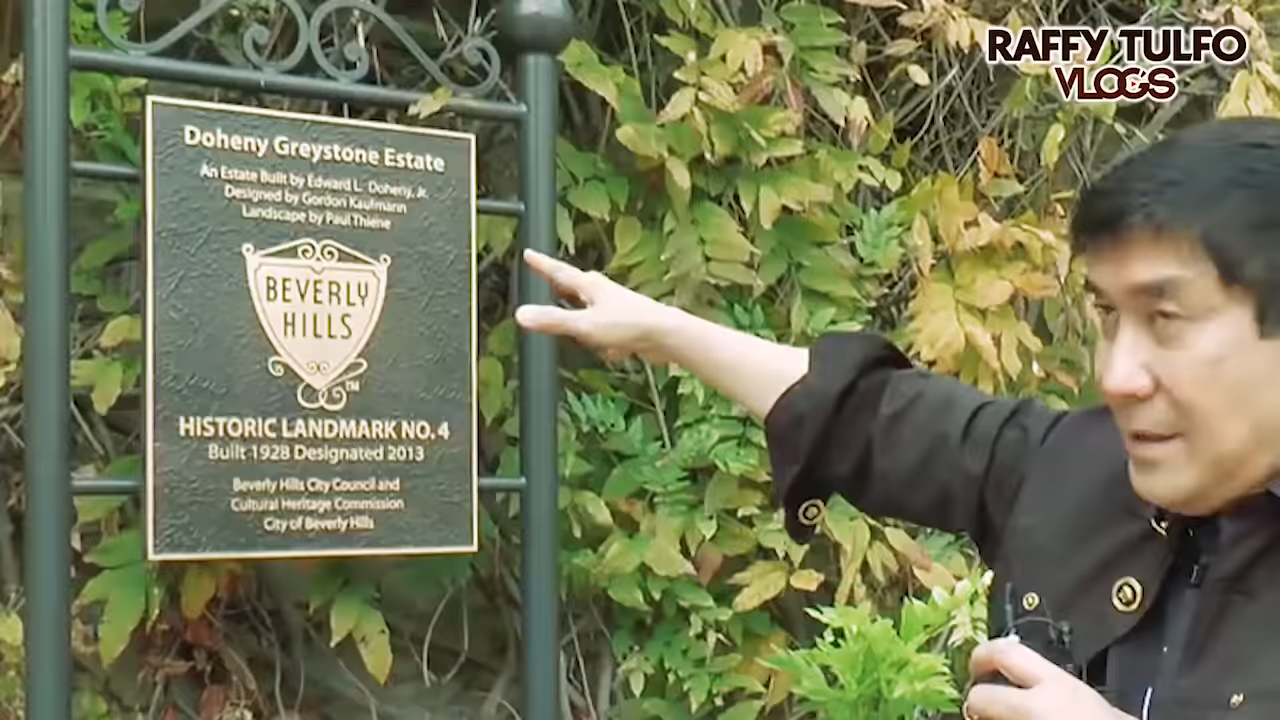 RAFFY TULFO
VLOGS
Doheny Greystone Estate
An Estate Built by Edward L. Doheny, Jr.
Designed by Gordon Kaufmann
Landscape by Paul Thiene
BEVERLY
HILLS
TM
HISTORIC LANDMARK NO. 4
Built 1928 Designated 2013
Beverly Hills City Council and
Cultural Heritage Commission
City of Beverly Hills